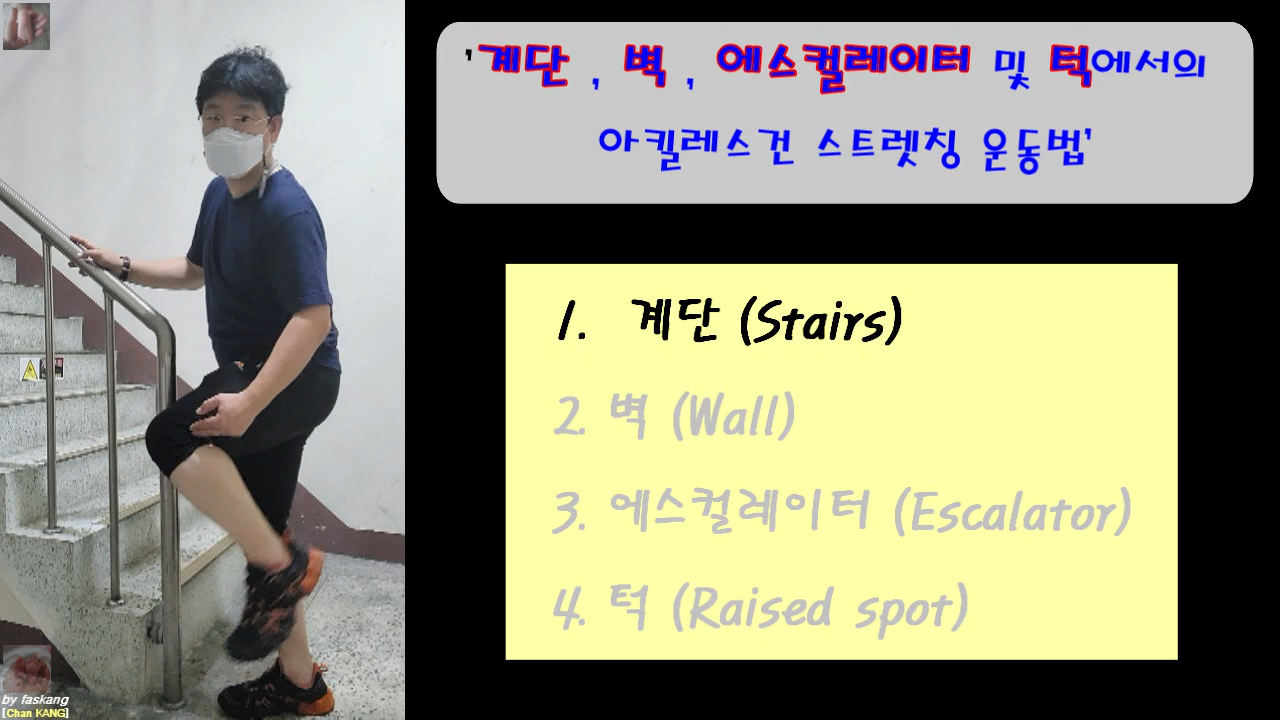 '계단 , 벽 , 에스컬레이터 및 턱에서의
아킬레스건 스트렛칭 운동법'
1. 계단 (Stairs)
2. 벽 (Wall)
3. 에스컬레이터 (Escalator)
4. 턱 (Raised spot)
by faskang
[Chan KANG]